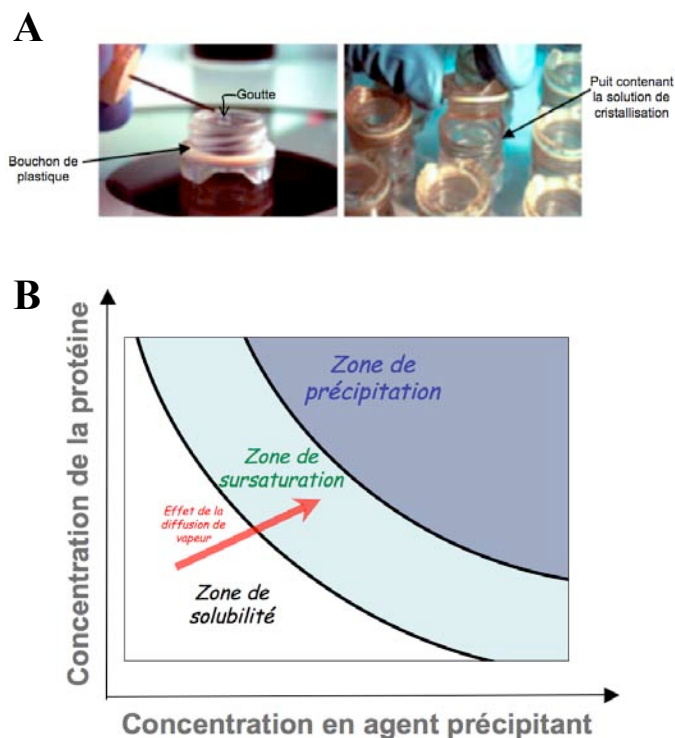 A
Goutte
Bouchon de
plastique
Puit contenant
la solution de
cristallisation
B
Concentration de la protéine
Zone de
précipitation
Zone de
sursaturation
Effet de la
diffusion de
vapeur
Zone de
solubilité
Concentration en agent précipitant